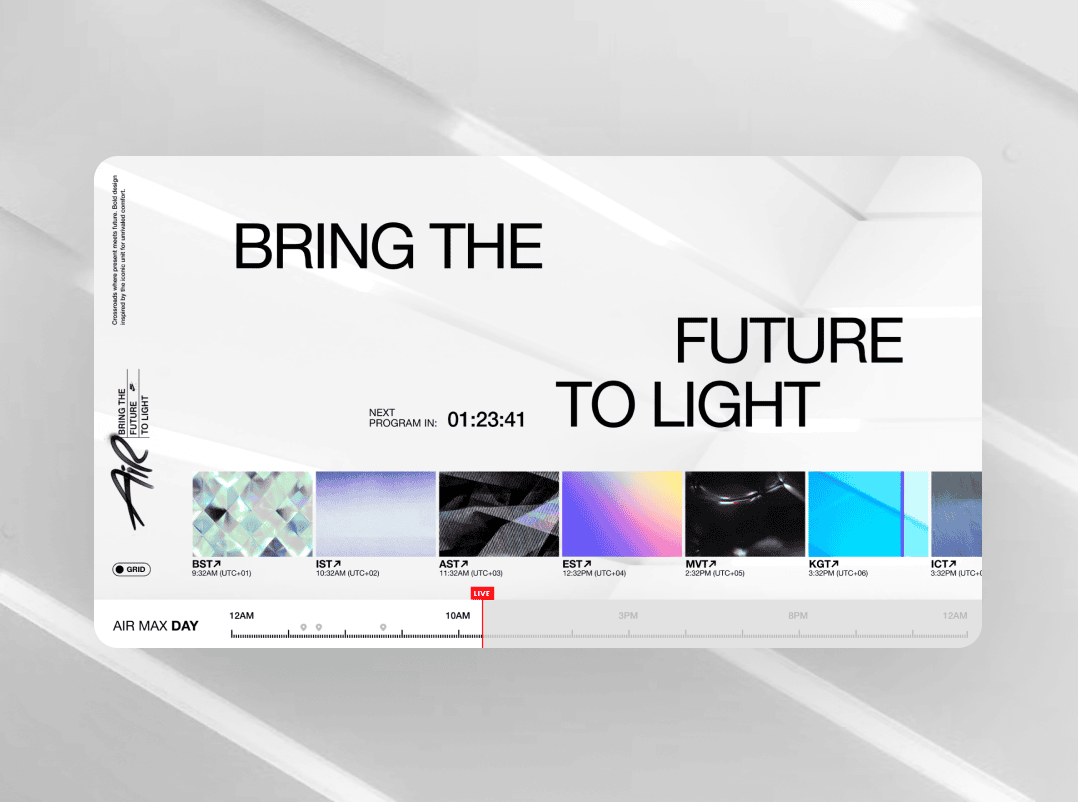 Crossroads where present meets future. Bold design
inspired by the iconic unit for unrivaled comfort.
BRING THE
FUTURE
TO LIGHT
NEXT
PROGRAM IN:
01:23:41
BRING THE
FUTURE
TO LIGHT
AIR
GRID
BST↗
9:32AM (UTC+01)
IST↗
10:32AM (UTC+02)
AST↗
11:32AM (UTC+03)
EST↗
12:32PM (UTC+04)
MVT↗
2:32PM (UTC+05)
KGT↗
3:32PM (UTC+06)
ICT↗
3:32PM
LIVE
AIR MAX DAY
12AM
10AM
3PM
8PM
12AM